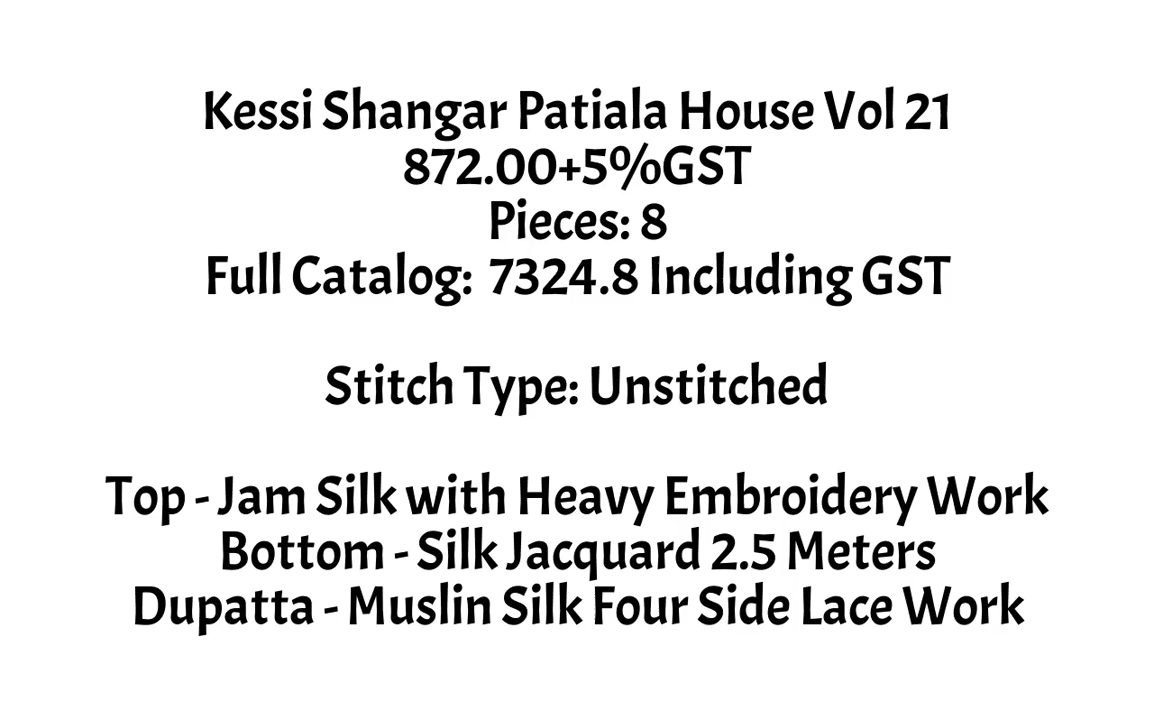 Kessi Shangar Patiala House Vol 21
872.00+5%GST
Pieces: 8
Full Catalog: 7324.8 Including GST
Stitch Type: Unstitched
Top - Jam Silk with Heavy Embroidery Work
Bottom - Silk Jacquard 2.5 Meters
Dupatta - Muslin Silk Four Side Lace Work